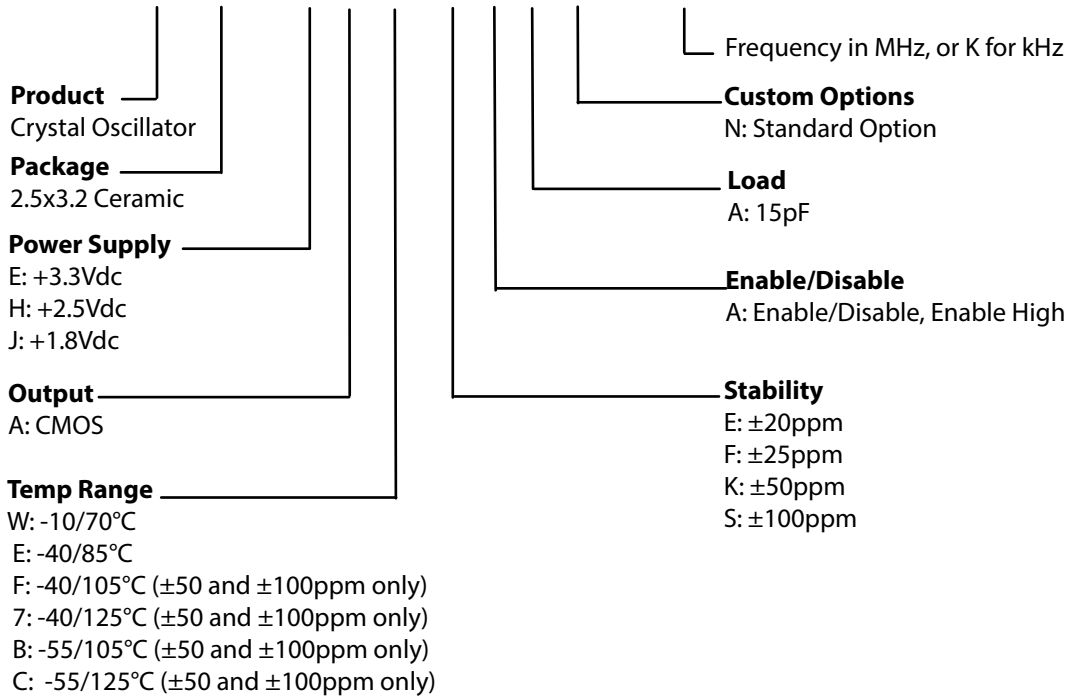 Frequency in MHz, or K for kHz
Product
Crystal Oscillator
Package
2.5x3.2 Ceramic
Power Supply
E: +3.3Vdc
H: +2.5Vdc
J: +1.8Vdc
Output
A: CMOS
Temp Range
W: -10/70°C
E: -40/85°C
F: -40/105°C (±50 and ±100ppm only)
7: -40/125°C (±50 and ±100ppm only)
B: -55/105°C (±50 and ±100ppm only)
C: -55/125°C (±50 and ±100ppm only)
Custom Options
N: Standard Option
Load
A: 15pF
Enable/Disable
A: Enable/Disable, Enable High
Stability
E: ±20ppm
F: ±25ppm
K: ±50ppm
S: ±100ppm